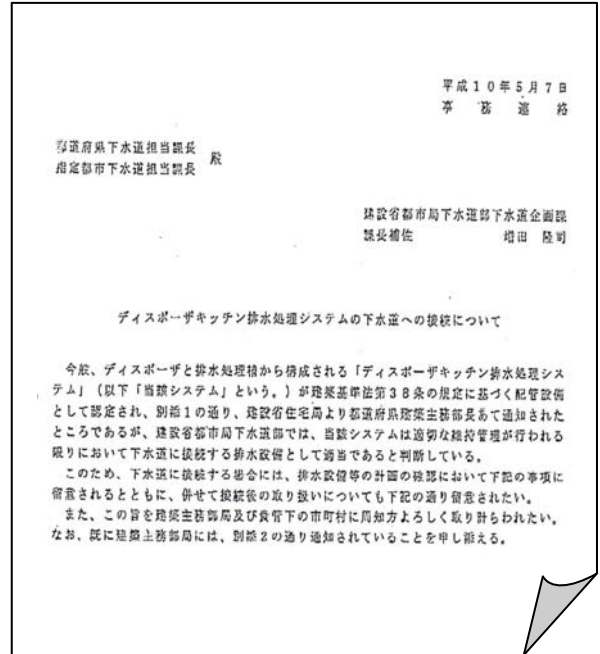 平成10年5月7日
事務連絡
都道府県下水道担当課長
指定都市下水道担当課長
殿
建設省都市局下水道部下水道企画課
課長補佐 増田 隆司
ディスポーザキッチン排水処理システムの下水道への接続について
今般、ディスポーザと排水処理槽から構成される「ディスポーザキッチン排水処理シス
テム」（以下「当該システム」という。）が建築基準法第38条の規定に基づく配管設備
として認定され、別添1の通り、建設省住宅局より都道府県建築主務部長あて通知された
ところであるが、建設省都市局下水道部では、当該システムは適切な維持管理が行われる
限りにおいて下水道に接続する排水設備として適当であると判断している。
このため、下水道に接続する場合には、排水設備等の計画の確認において下記の事項に
留意されるとともに、併せて接続後の取り扱いについても下記の通り留意されたい。
また、この旨を建築主務部局及び貴管下の市町村に周知方よろしく取り計らわれたい。
なお、既に建築主務部局には、別添2の通り通知されていることを申し添える。